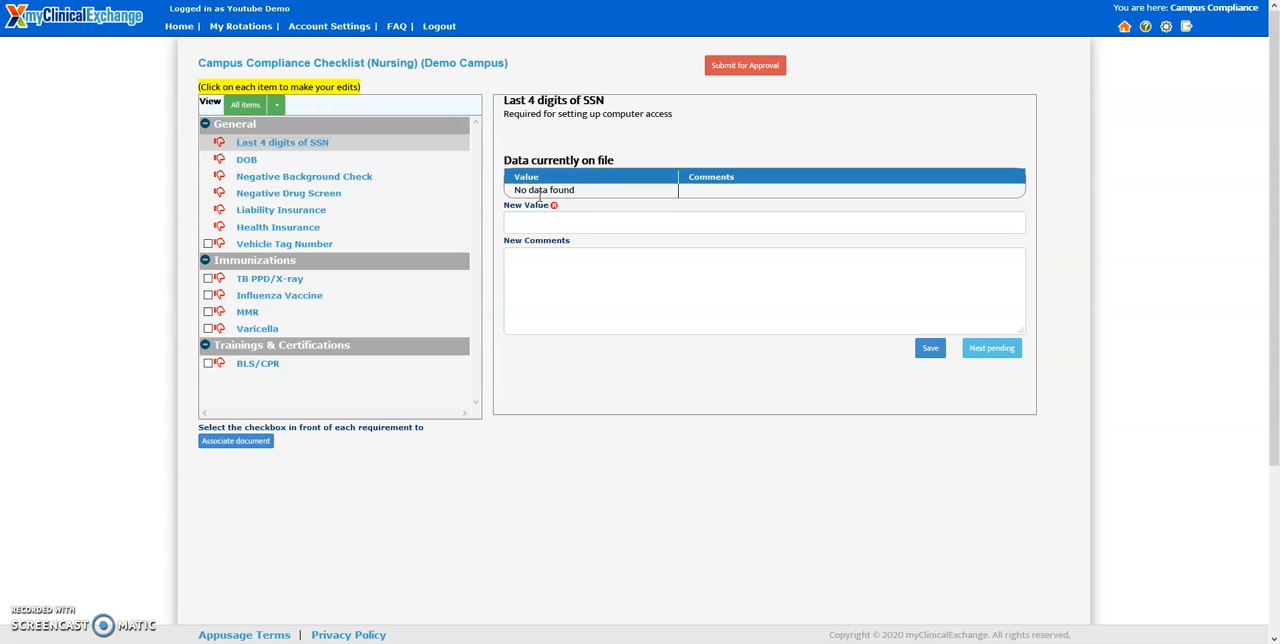 myClinicalExchange
Logged in as Youtube Demo
You are here: Campus Compliance
Home | My Rotations | Account Settings | FAQ | Logout
Campus Compliance Checklist (Nursing) (Demo Campus)
Submit for Approval
(Click on each item to make your edits)
View All items
General
Last 4 digits of SSN
DOB
Negative Background Check
Negative Drug Screen
Liability Insurance
Health Insurance
Vehicle Tag Number
Immunizations
TB PPD/X-ray
Influenza Vaccine
MMR
Varicella
Trainings & Certifications
BLS/CPR
Select the checkbox in front of each requirement to
Associate document
Last 4 digits of SSN
Required for setting up computer access
Data currently on file
Value Comments
No data found
New Value R
New Comments
Save Next pending
RECORDED WITH
SCREENCAST MATIC
Appusage Terms | Privacy Policy
Copyright © 2020 myClinicalExchange. All rights reserved.